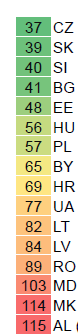 37 CZ
39 SK
40 SI
41 BG
48 EE
56 HU
57 PL
65 BY
69 HR
77 UA
82 LT
84 LV
89 RO
103 MD
114 MK
115 AL (